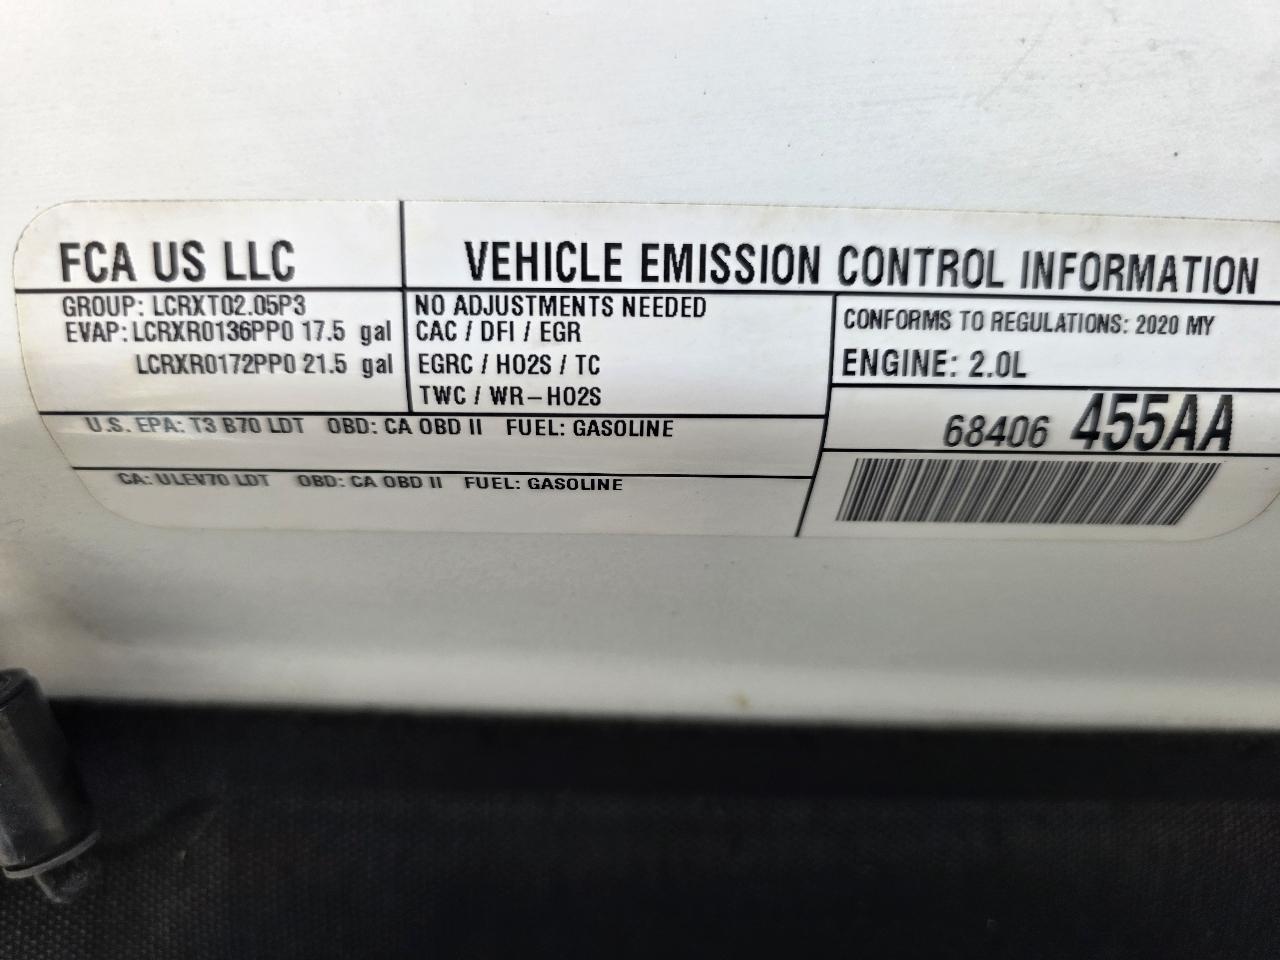 FCA US LLC
VEHICLE EMISSION CONTROL INFORMATION
GROUP: LCRXT02.05P3
EVAP: LCRXR0136PP0 17.5 gal
LCRXR0172PP0 21.5 gal
NO ADJUSTMENTS NEEDED
CAC / DFI / EGR
EGRC / HO2S / TC
TWC / WR-HO2S
CONFORMS TO REGULATIONS: 2020 MY
ENGINE: 2.0L
68406 455AA
U.S. EPA: T3 B70 LDT OBD: CA OBD II FUEL: GASOLINE
CA: ULEV70 LDT OBD: CA OBD II FUEL: GASOLINE